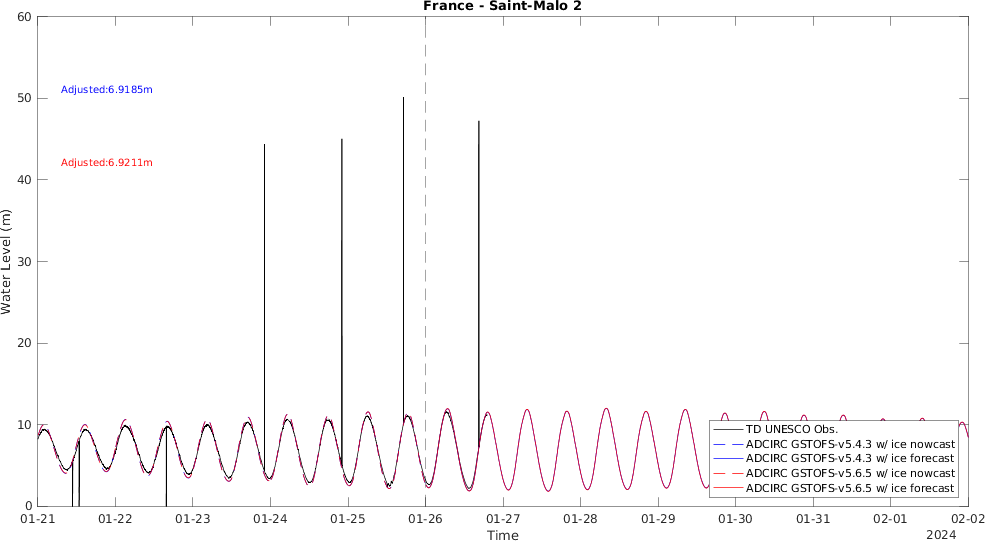 France - Saint-Malo 2
60
50
40
30
20
10
0
Water Level (m)
Adjusted:6.9185m
Adjusted:6.9211m
TD UNESCO Obs.
ADCIRC GSTOFS-v5.4.3 w/ ice nowcast
ADCIRC GSTOFS-v5.4.3 w/ ice forecast
ADCIRC GSTOFS-v5.6.5 w/ ice nowcast
ADCIRC GSTOFS-v5.6.5 w/ ice forecast
01-21 01-22 01-23 01-24 01-25 01-26 01-27 01-28 01-29 01-30 01-31 02-01 02-02
Time
2024